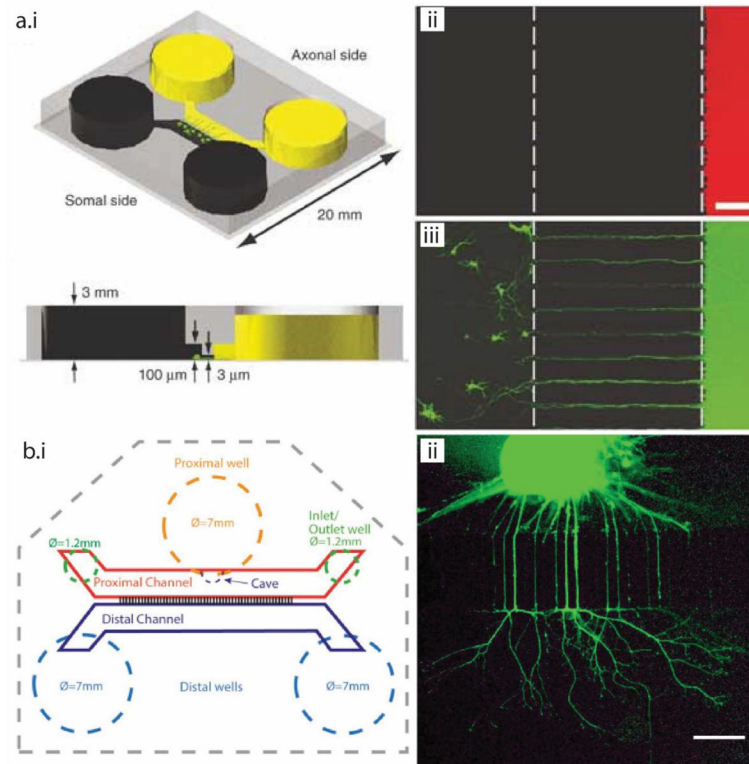 a.i
Axonal side
Somal side
20 mm
3 mm
100 μm
3 μm
ii
iii
b.i
Proximal well
Ø=7mm
Inlet/
Outlet well
Ø=1.2mm
Ø=1.2mm
Proximal Channel
Cave
Distal Channel
Ø=7mm
Distal wells
Ø=7mm
ii